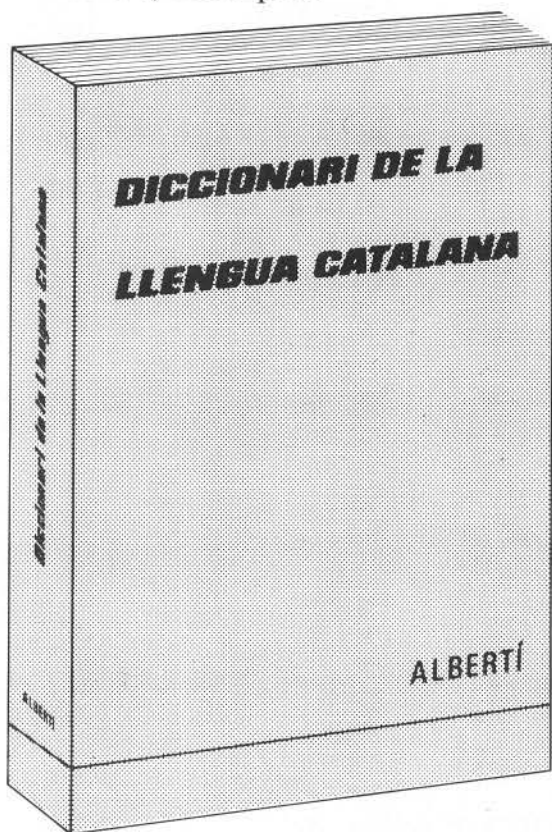 DICCIONARI DE LA
LLENGUA CATALANA
ALBERTÍ
Diccionari de la Llengua Catalana
ALBERTÍ